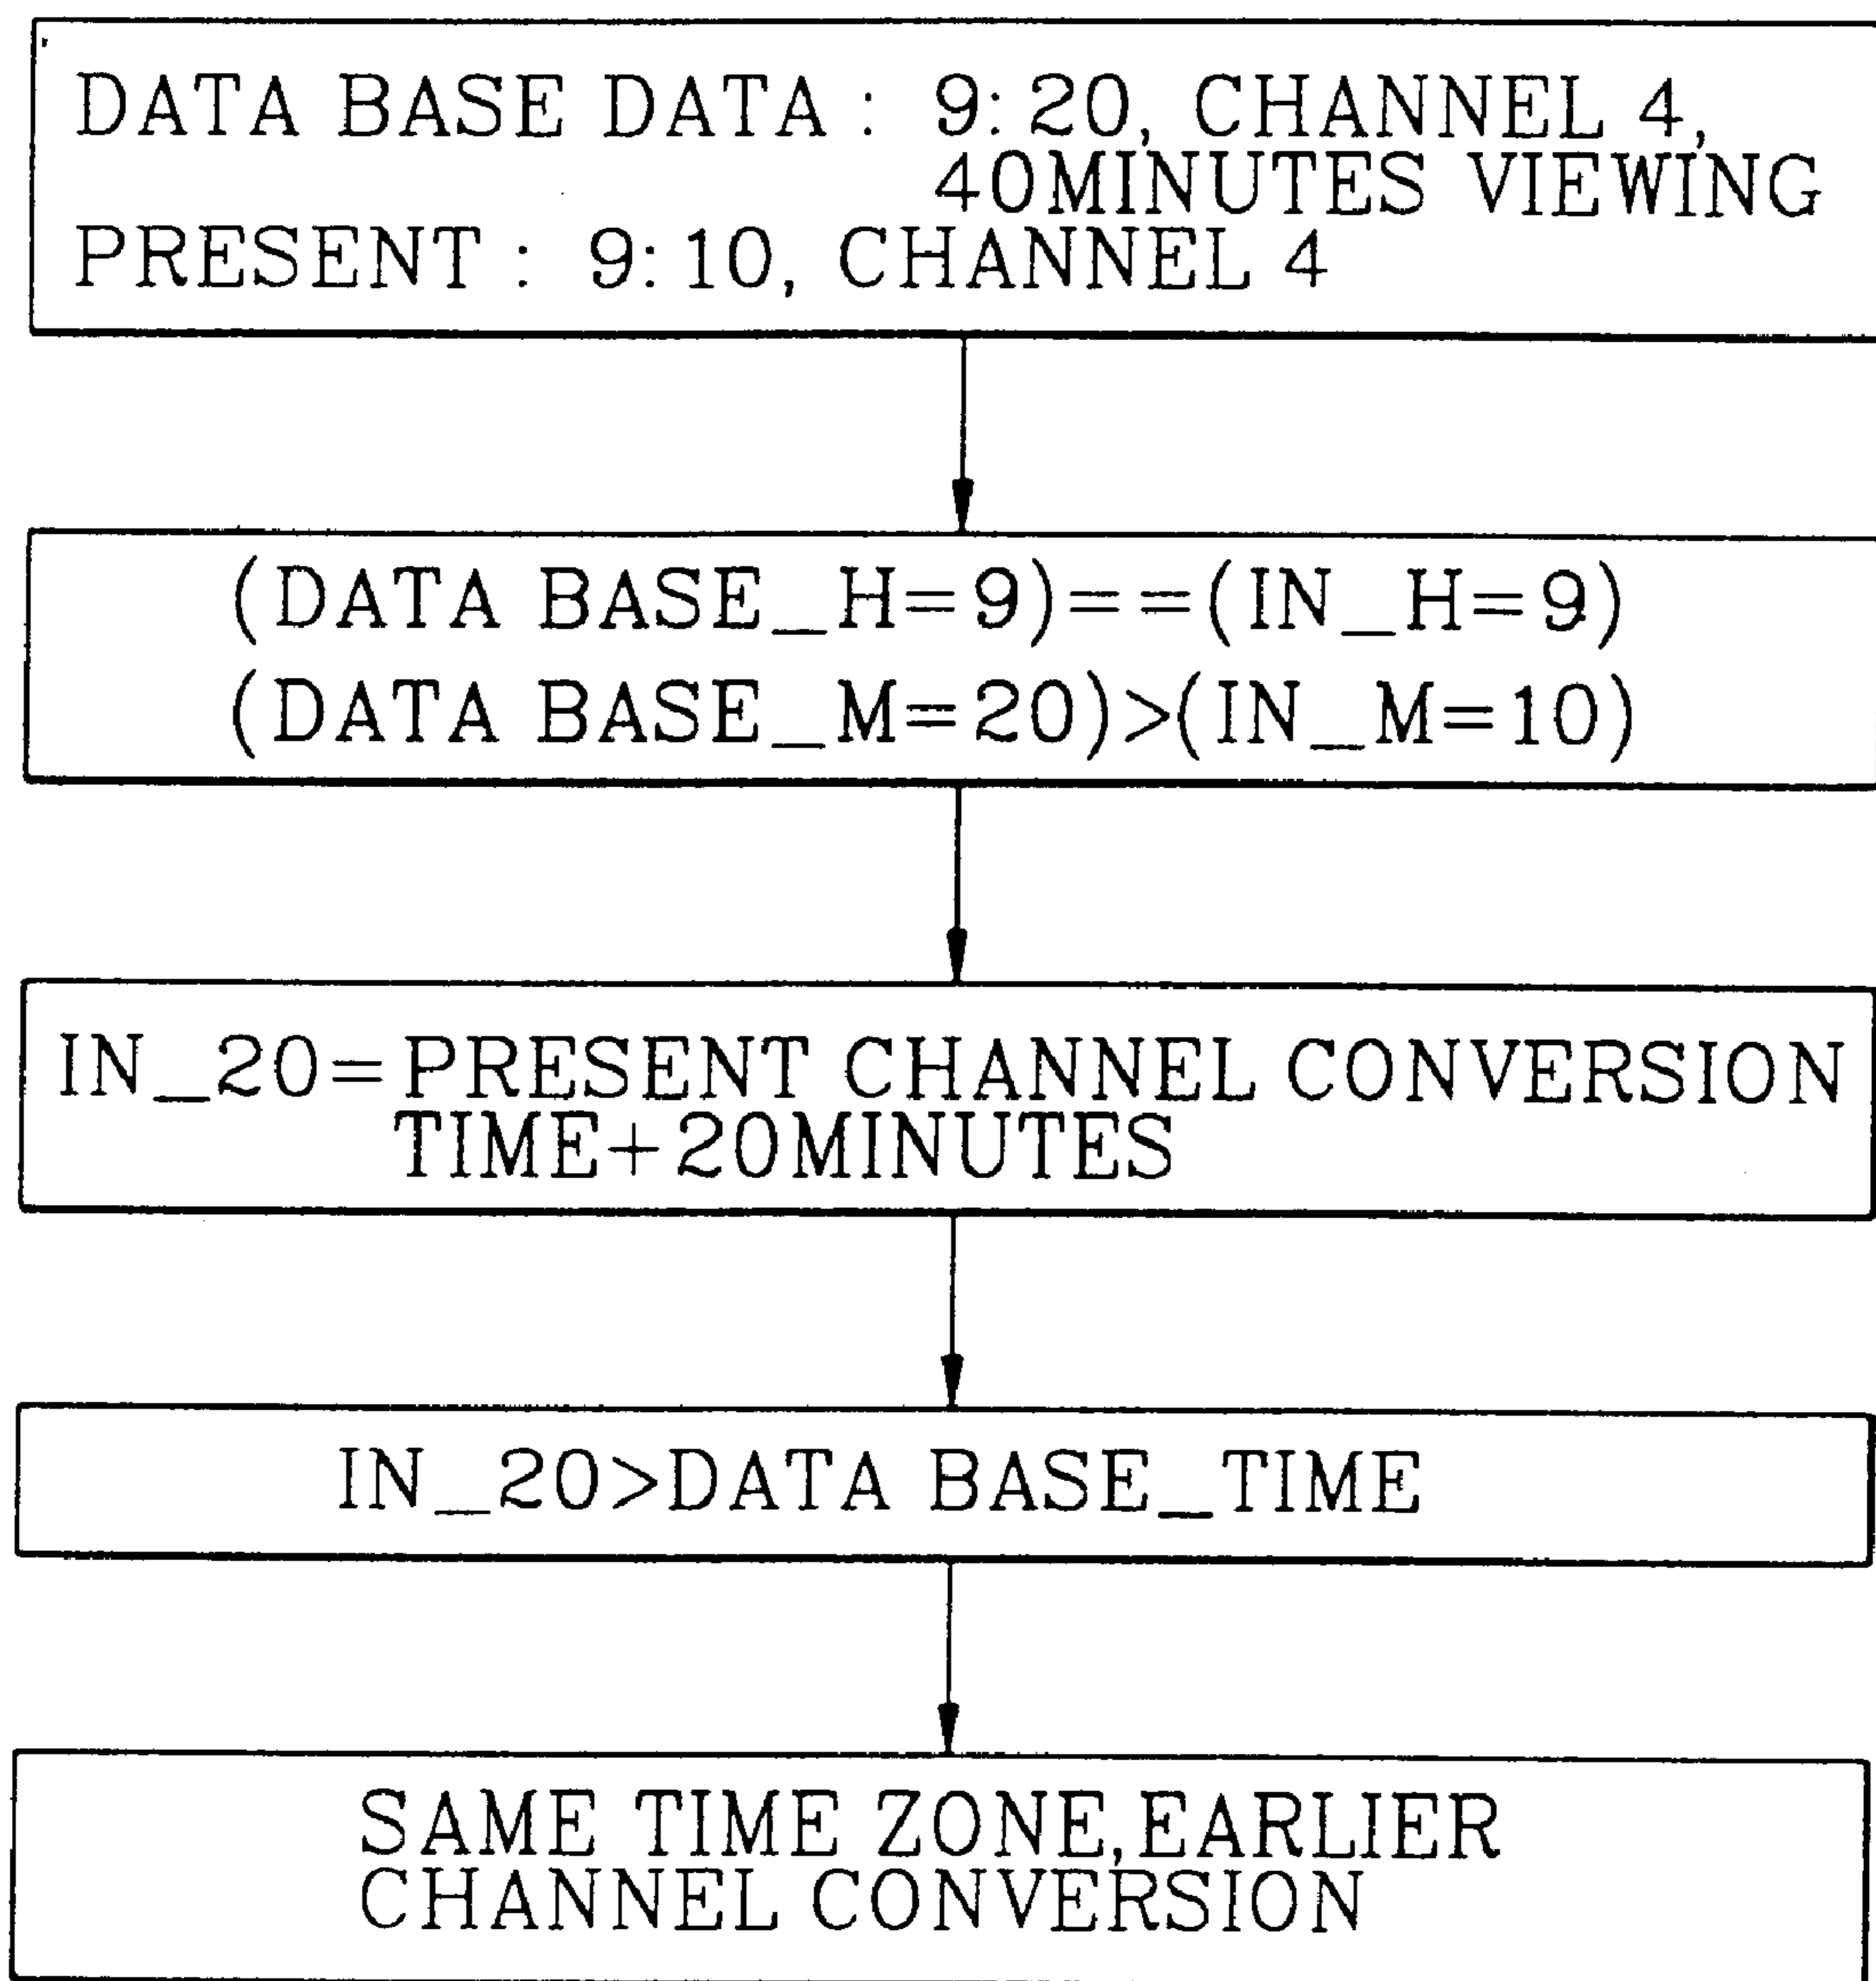 DATA BASE DATA : 9:20, CHANNEL 4,
40MINUTES VIEWING
PRESENT : 9:10, CHANNEL 4
(DATA BASE_H=9)==(IN_H=9)
(DATA BASE_M=20)>(IN_M=10)
IN_20=PRESENT CHANNEL CONVERSION
TIME+20MINUTES
IN_20>DATA BASE_TIME
SAME TIME ZONE,EARLIER
CHANNEL CONVERSION